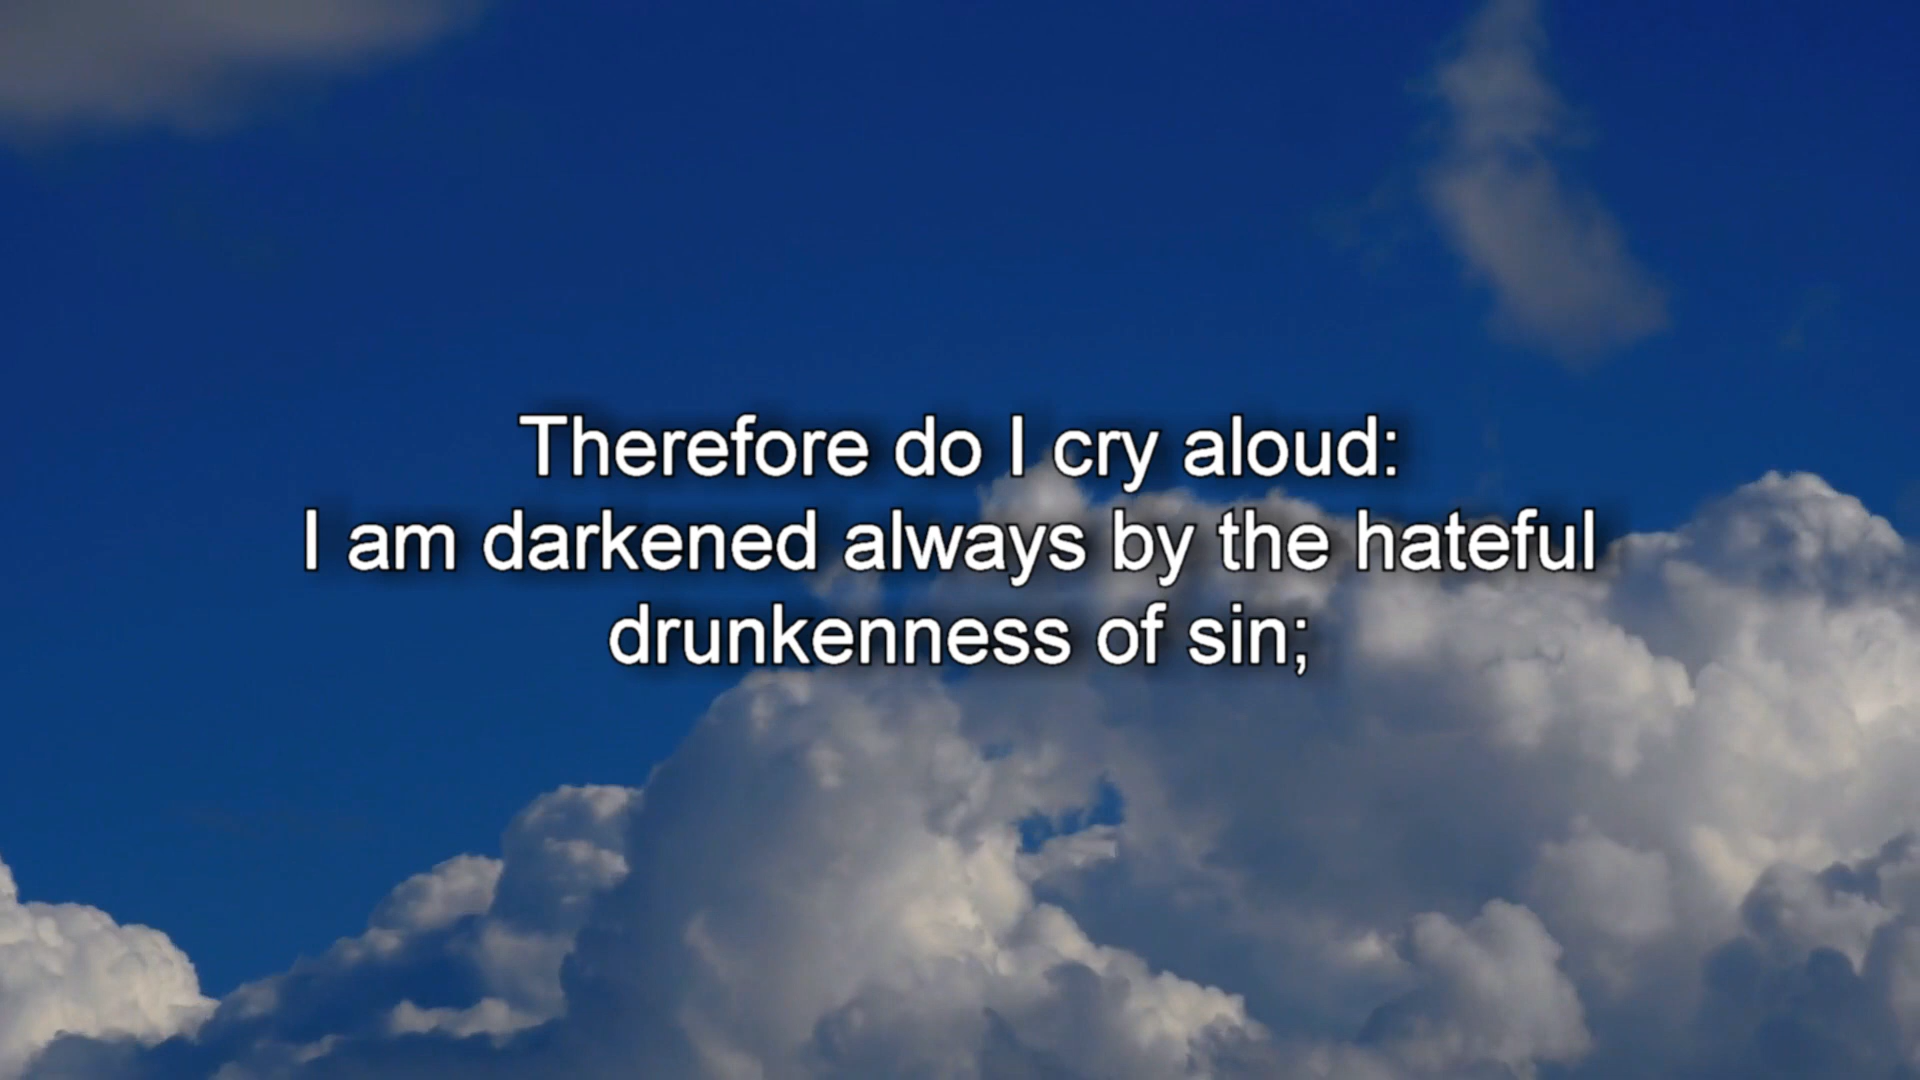 Therefore do I cry aloud:
I am darkened always by the hateful
drunkenness of sin;